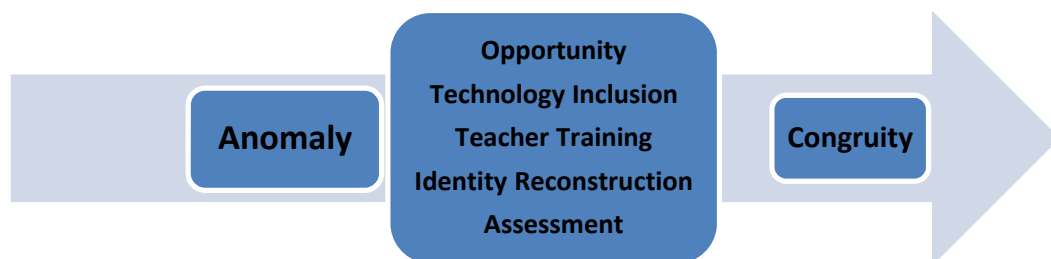 Anomaly
Opportunity
Technology Inclusion
Teacher Training
Identity Reconstruction
Assessment
Congruity